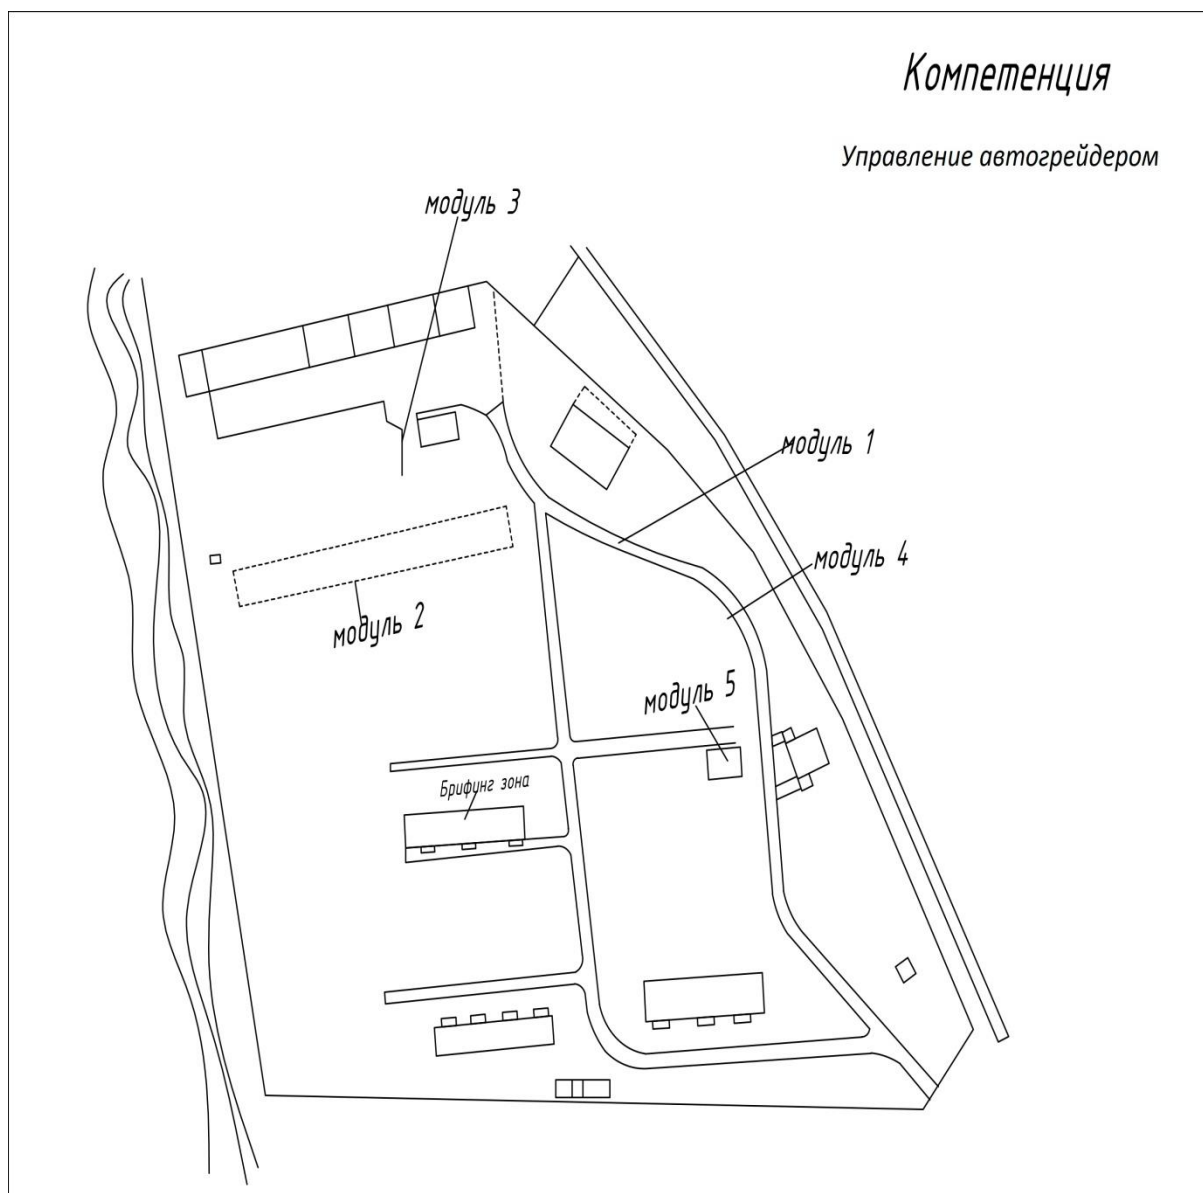 Компетенция
Управление автогрейдером
модуль 3
модуль 1
модуль 4
модуль 2
модуль 5
Брифинг зона